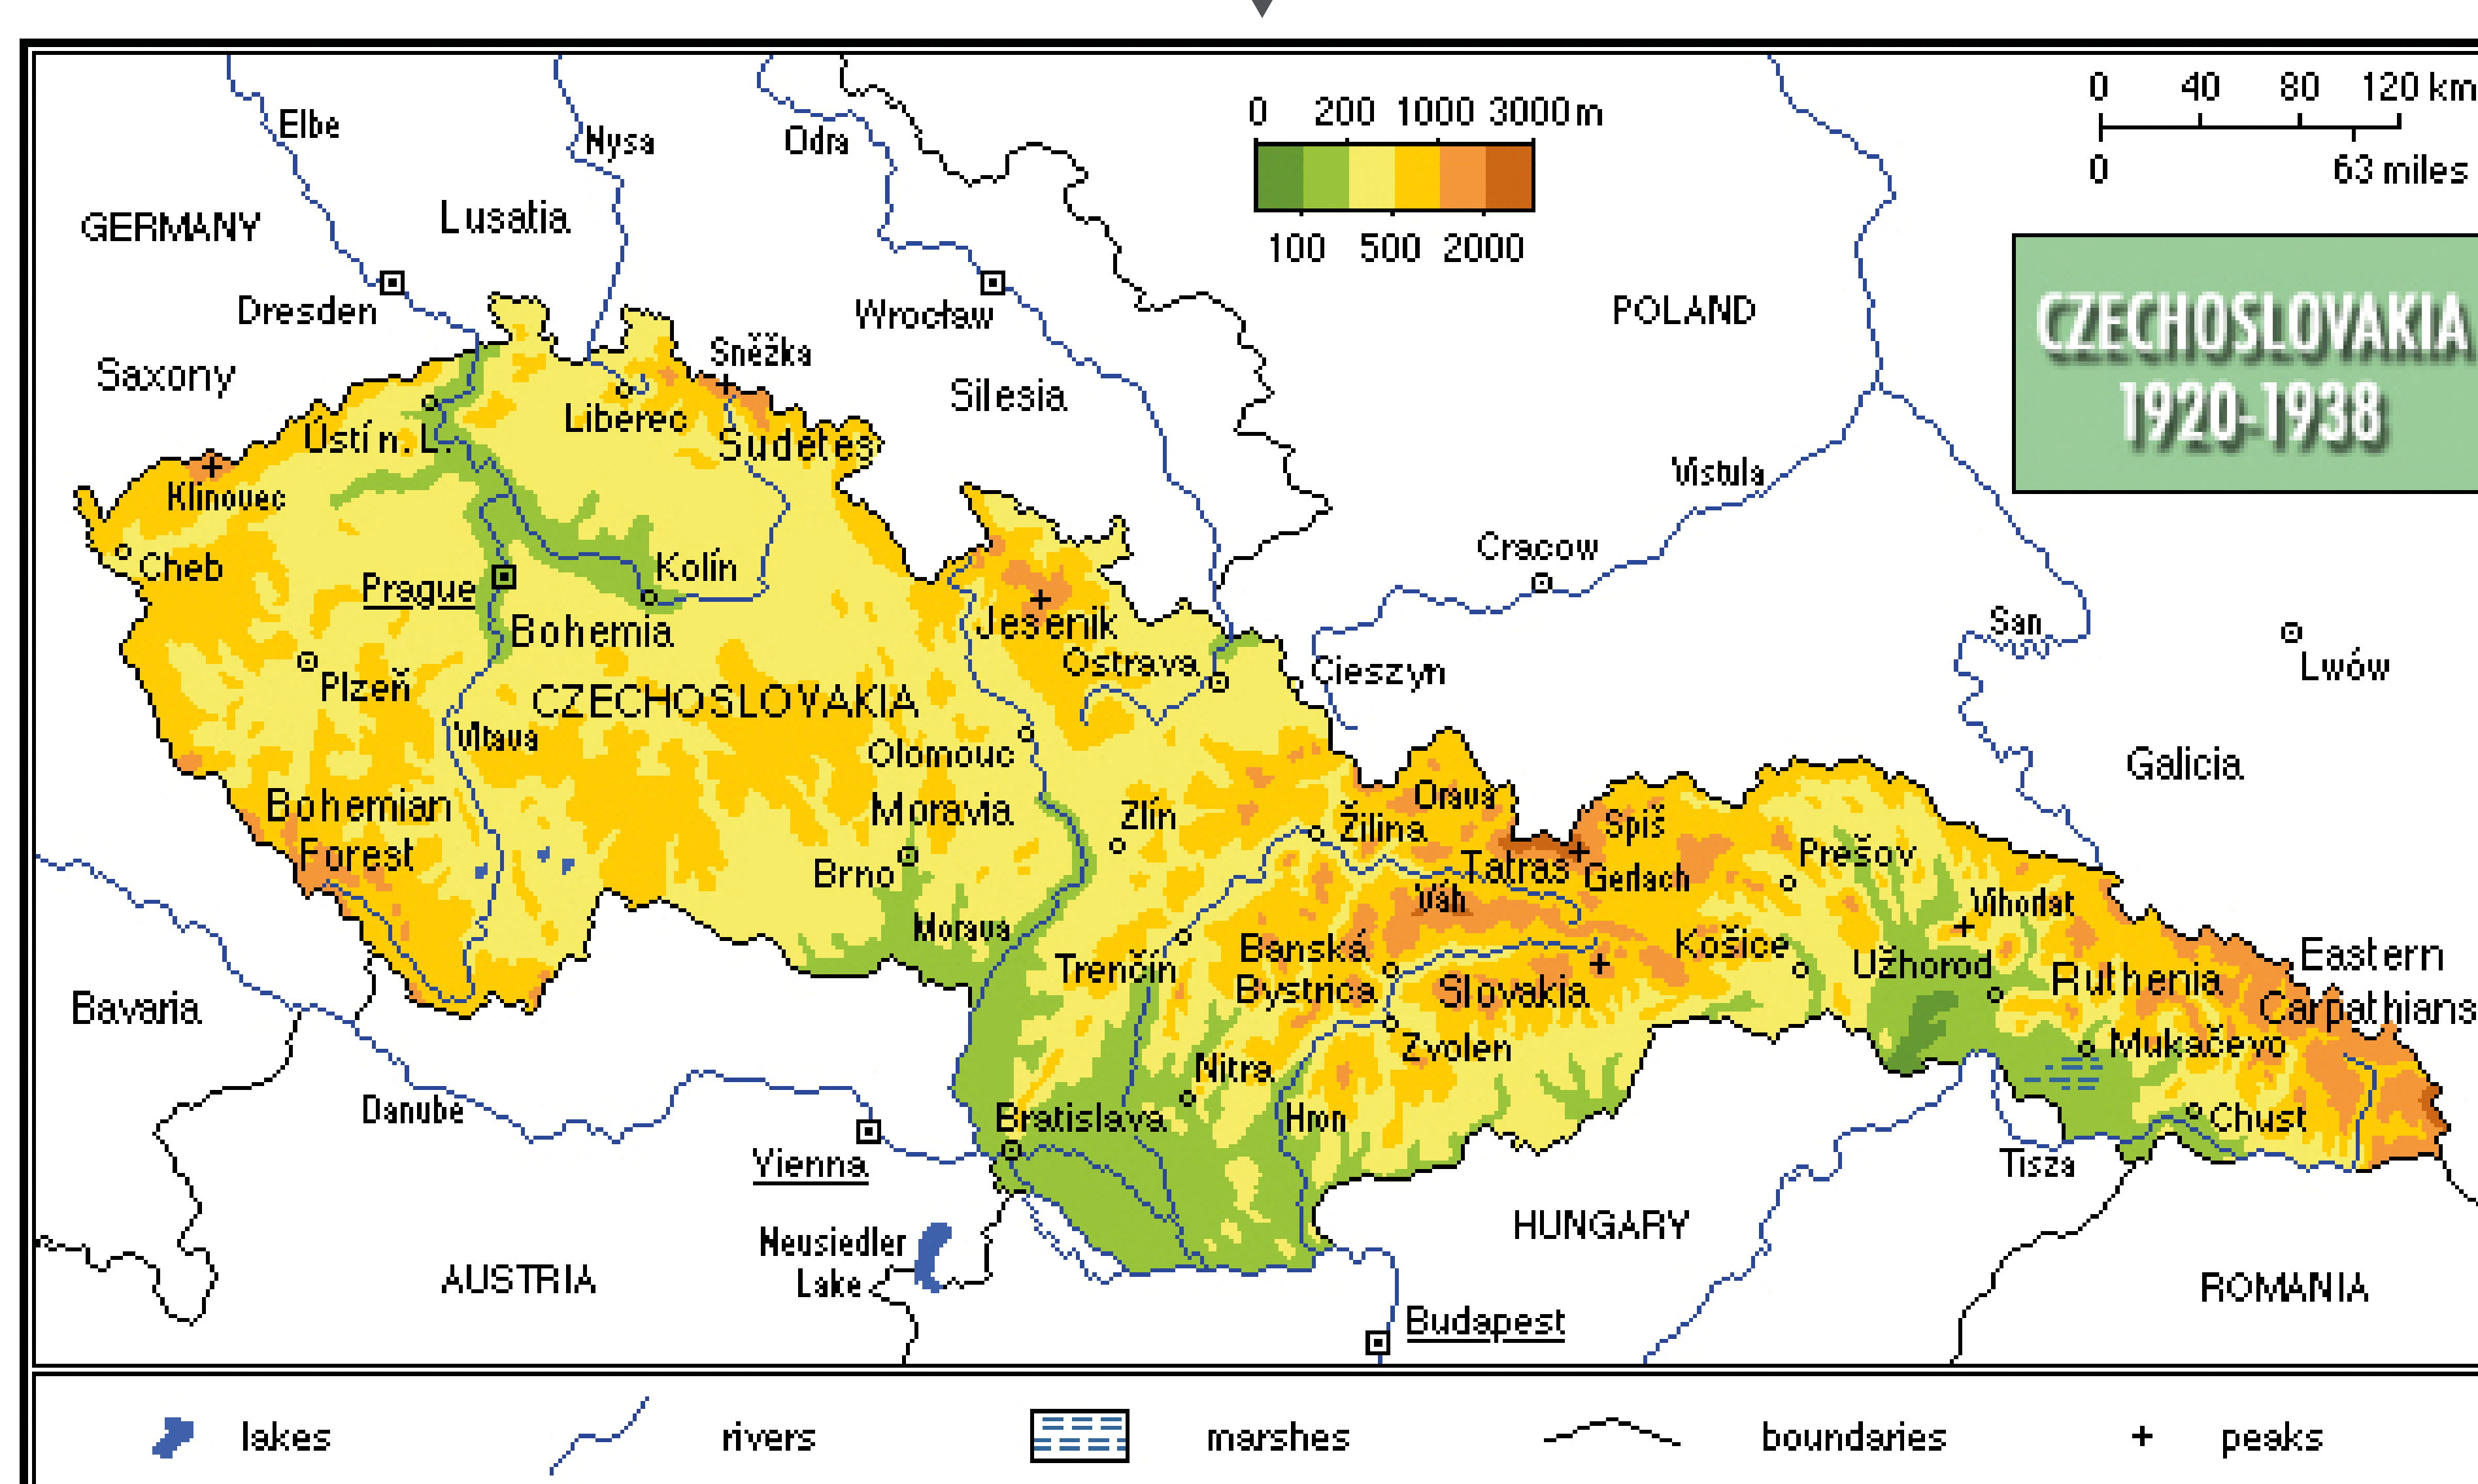 0 200 1000 3000 m
100 500 2000
0 40 80 120 km
0 63 miles
CZECHOSLOVAKIA
1920-1938
Elbe
Nysa
Odra
GERMANY
Lusatia
Dresden
Wrocław
POLAND
Saxony
Sněžka
Silesia
Liberec
Ústí n. L.
Sudetes
Klinovec
Vistula
Cheb
Prague
Kolín
Cracow
Bohemia
Jesenik
San
Ostrava
Cieszyn
Lwów
Plzeň
CZECHOSLOVAKIA
Vltava
Olomouc
Galicia
Bohemian
Forest
Moravia
Zlín
Orava
Žilina
Spiš
Prešov
Brno
Tatras
Gerlach
Váh
Vihorlat
Morava
Trenčín
Banská
Bystrica
Košice
Užhorod
Slovakia
Ruthenia
Eastern
Carpathians
Bavaria
Zvolen
Mukačevo
Nitra
Danube
Bratislava
Hron
Chust
Vienna
Tisza
Neusiedler
Lake
HUNGARY
AUSTRIA
ROMANIA
Budapest
lakes
rivers
marshes
boundaries
peaks